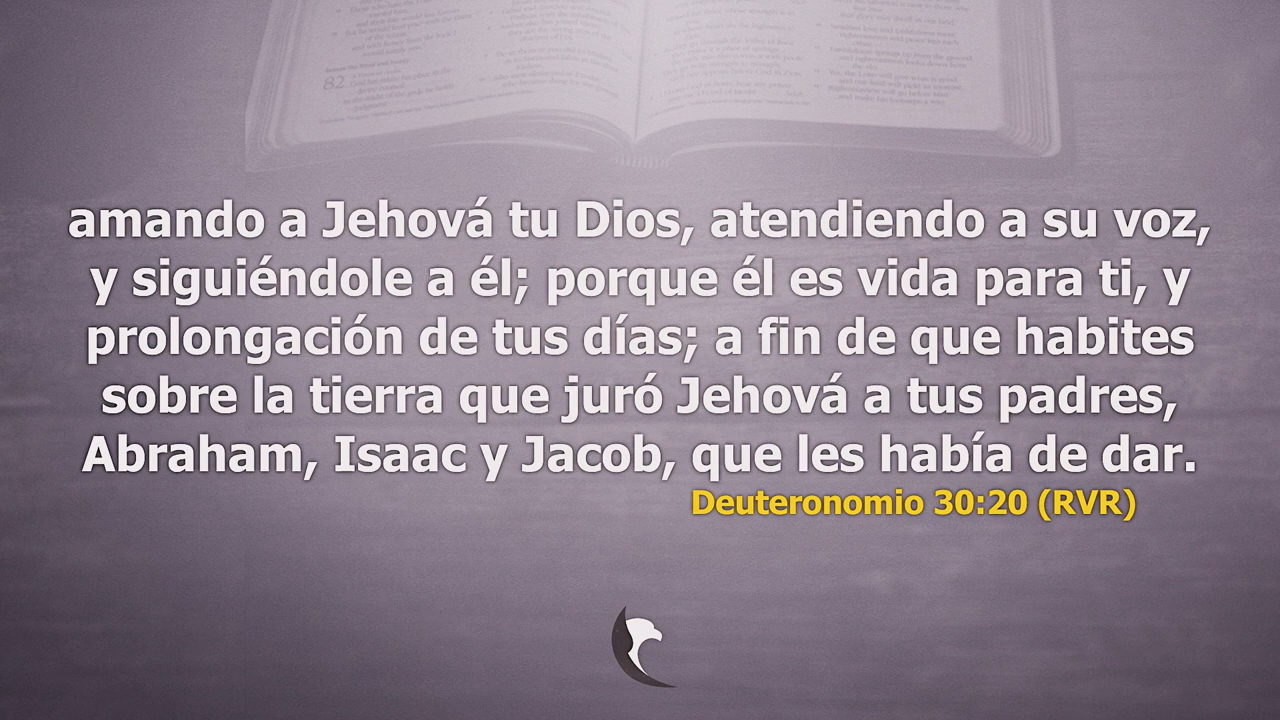 amando a Jehová tu Dios, atendiendo a su voz,
y siguiéndole a él; porque él es vida para ti, y
prolongación de tus días; a fin de que habites
sobre la tierra que juró Jehová a tus padres,
Abraham, Isaac y Jacob, que les había de dar.
Deuteronomio 30:20 (RVR)